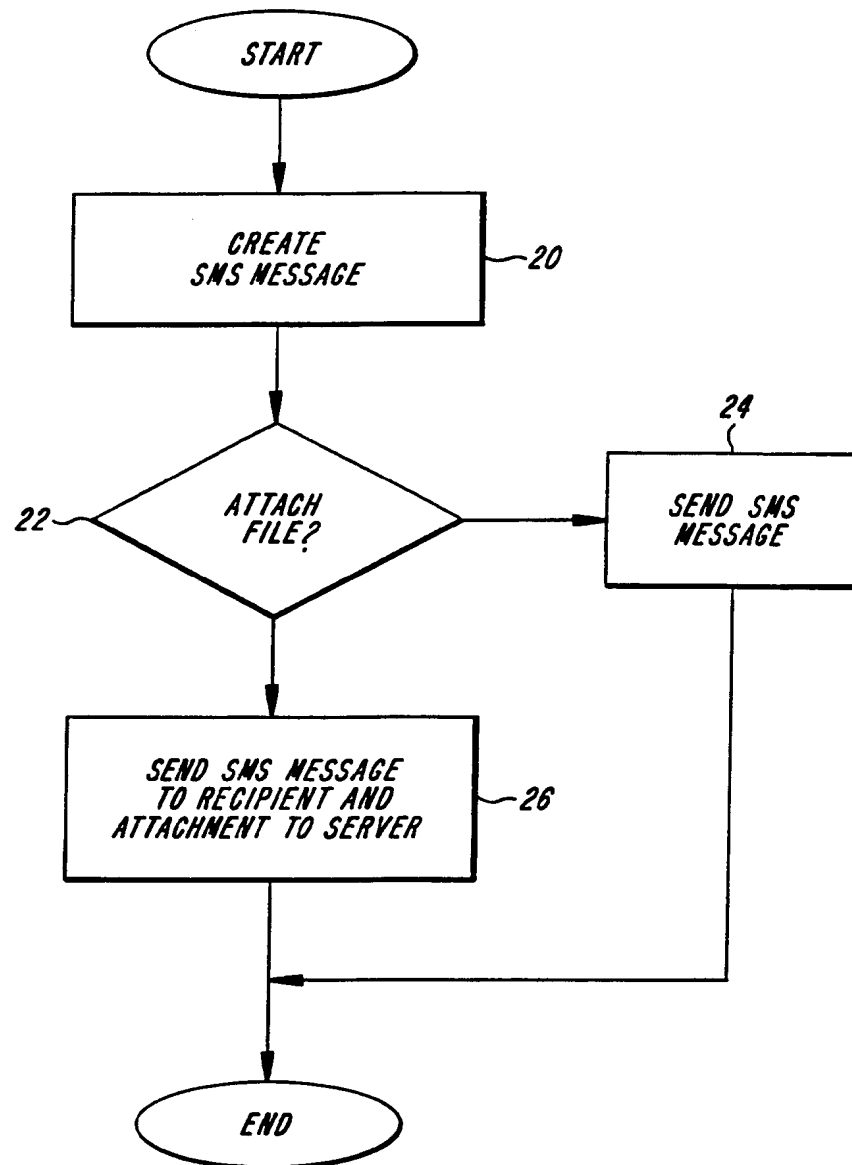 START
CREATE
SMS MESSAGE
20
24
22
ATTACH
FILE?
SEND SMS
MESSAGE
SEND SMS MESSAGE
TO RECIPIENT AND
ATTACHMENT TO SERVER
26
END